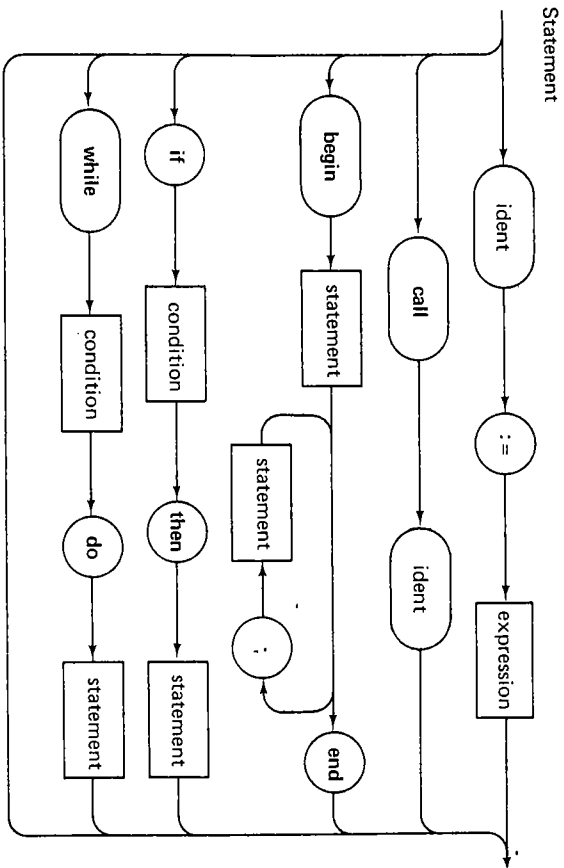 Statement
ident := expression
call ident
begin statement end
statement ;
if condition then statement
while condition do statement